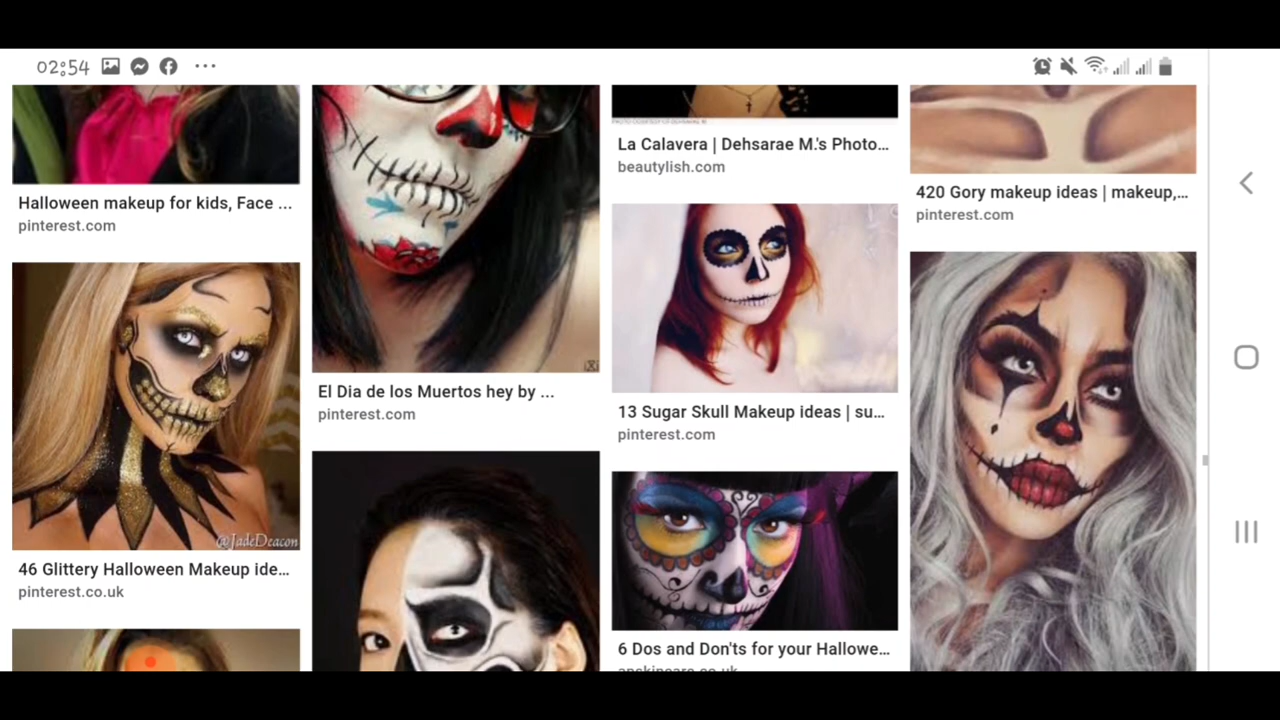 02:54
Halloween makeup for kids, Face ...
pinterest.com
@JadeDeacon
46 Glittery Halloween Makeup ide...
pinterest.co.uk
El Dia de los Muertos hey by ...
pinterest.com
La Calavera | Dehsarae M.'s Photo...
beautylish.com
13 Sugar Skull Makeup ideas | su...
pinterest.com
6 Dos and Don'ts for your Hallowe...
420 Gory makeup ideas | makeup,...
pinterest.com